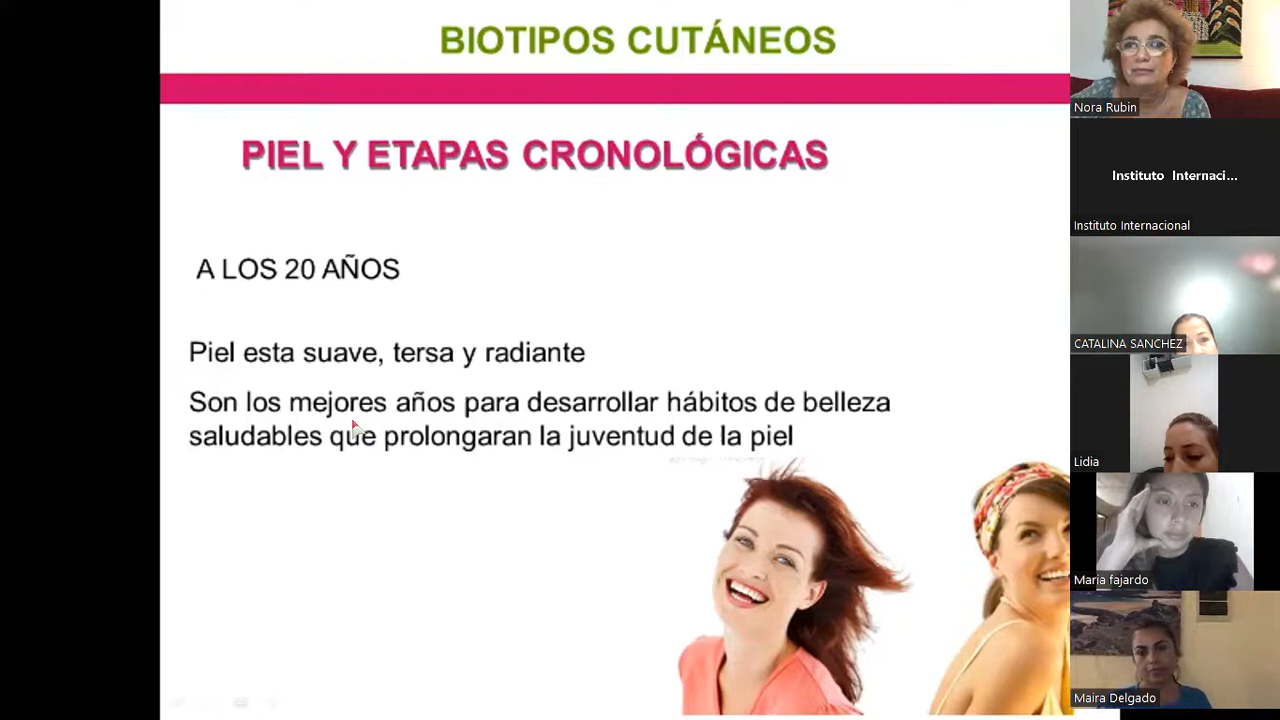 BIOTIPOS CUTÁNEOS
PIEL Y ETAPAS CRONOLÓGICAS
A LOS 20 AÑOS
Piel esta suave, tersa y radiante
Son los mejores años para desarrollar hábitos de belleza
saludables que prolongaran la juventud de la piel
Nora Rubin
Instituto Internaci...
Instituto Internacional
CATALINA SANCHEZ
Lidia
Maria fajardo
Maira Delgado